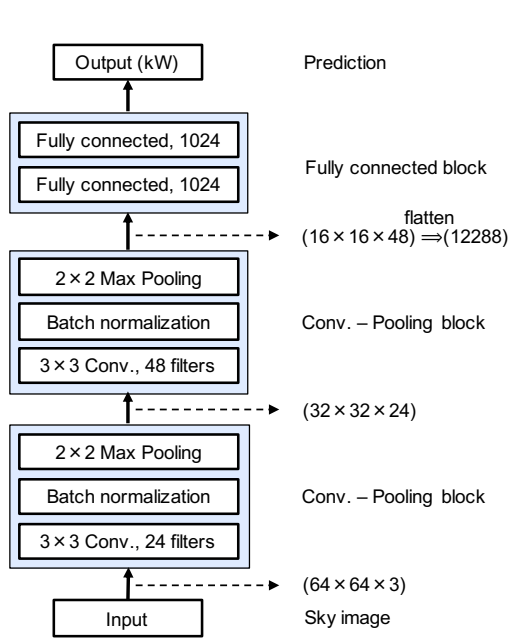 Output (kW) Prediction
Fully connected, 1024
Fully connected, 1024
Fully connected block
flatten
(16×16×48) ⟹(12288)
2×2 Max Pooling
Batch normalization Conv. – Pooling block
3×3 Conv., 48 filters
(32×32×24)
2×2 Max Pooling
Batch normalization Conv. – Pooling block
3×3 Conv., 24 filters
(64×64×3)
Input Sky image